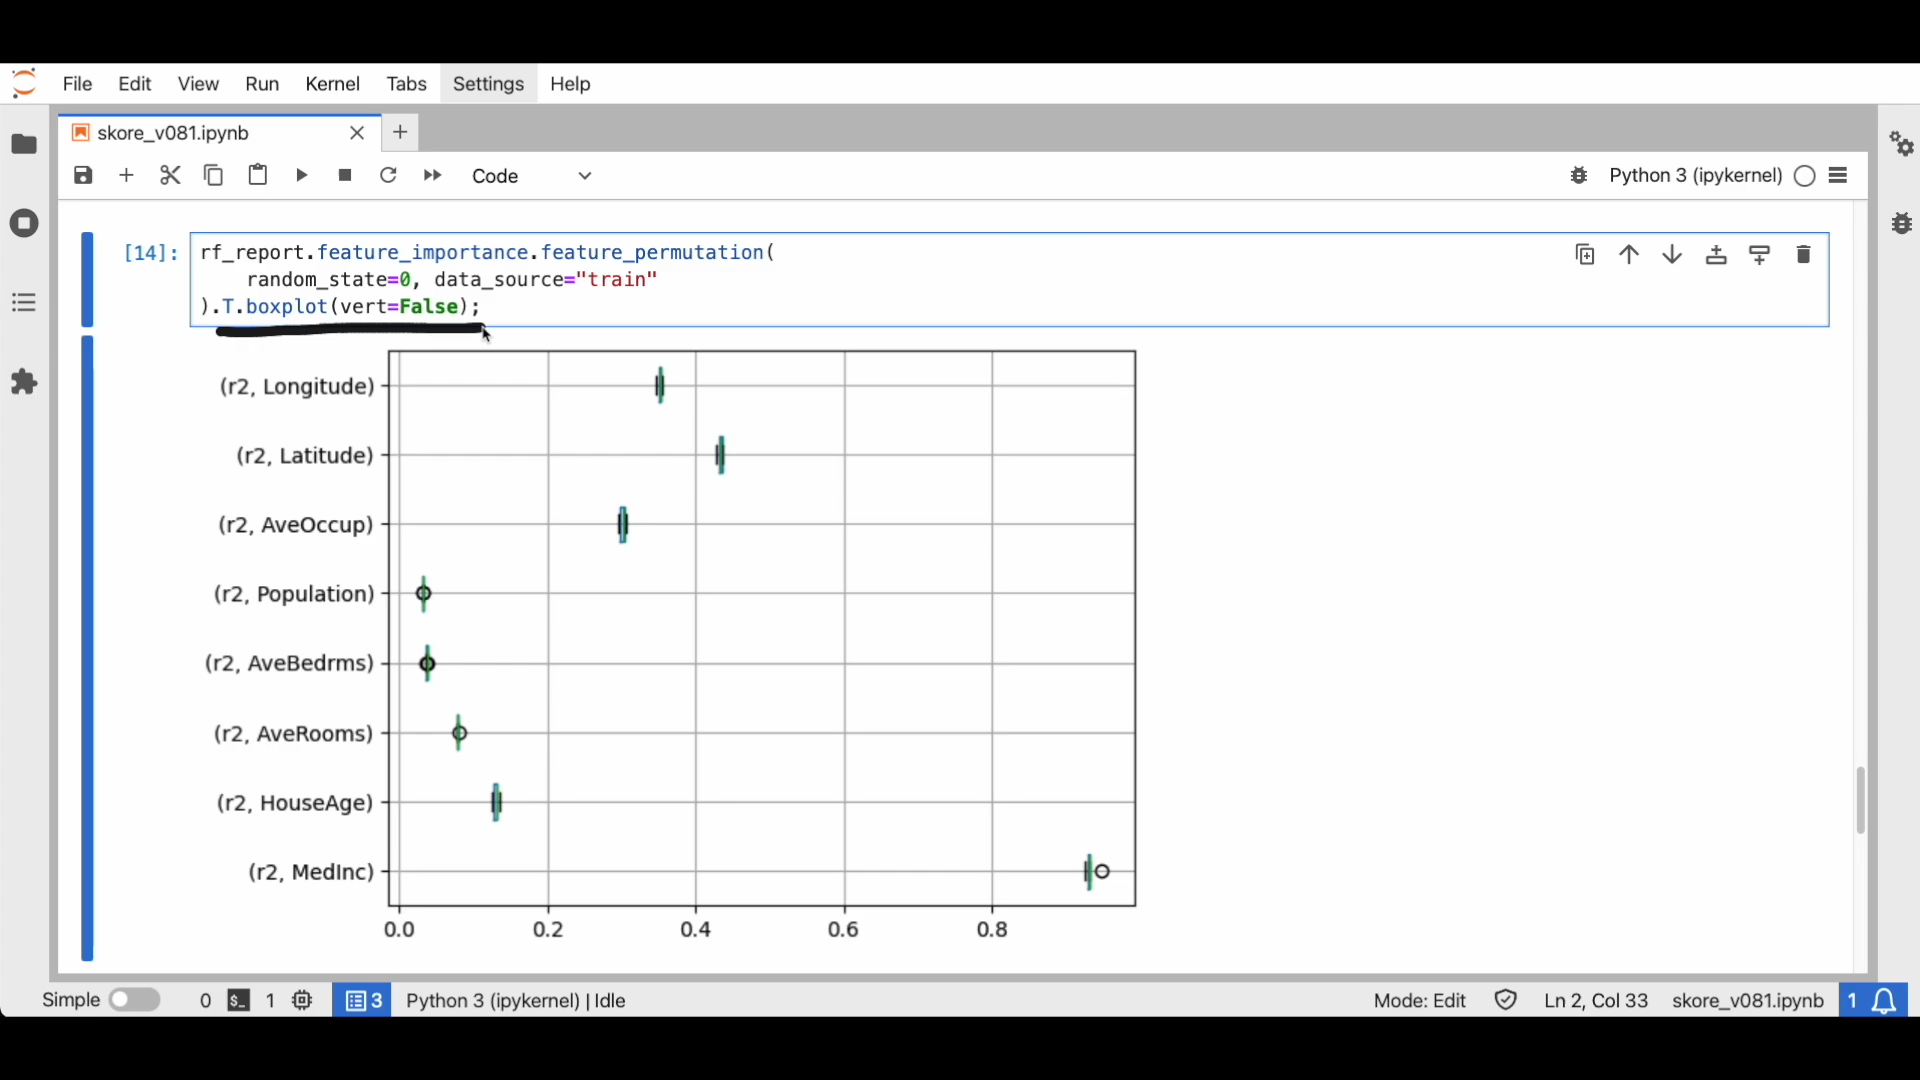 File Edit View Run Kernel Tabs Settings Help
skore_v081.ipynb
Code
Python 3 (ipykernel)
[14]: rf_report.feature_importance.feature_permutation(
random_state=0, data_source="train"
).T.boxplot(vert=False);
(r2, Longitude)
(r2, Latitude)
(r2, AveOccup)
(r2, Population)
(r2, AveBedrms)
(r2, AveRooms)
(r2, HouseAge)
(r2, MedInc)
0.0 0.2 0.4 0.6 0.8
Simple 0 $_ 1 3 Python 3 (ipykernel) | Idle Mode: Edit Ln 2, Col 33 skore_v081.ipynb 1